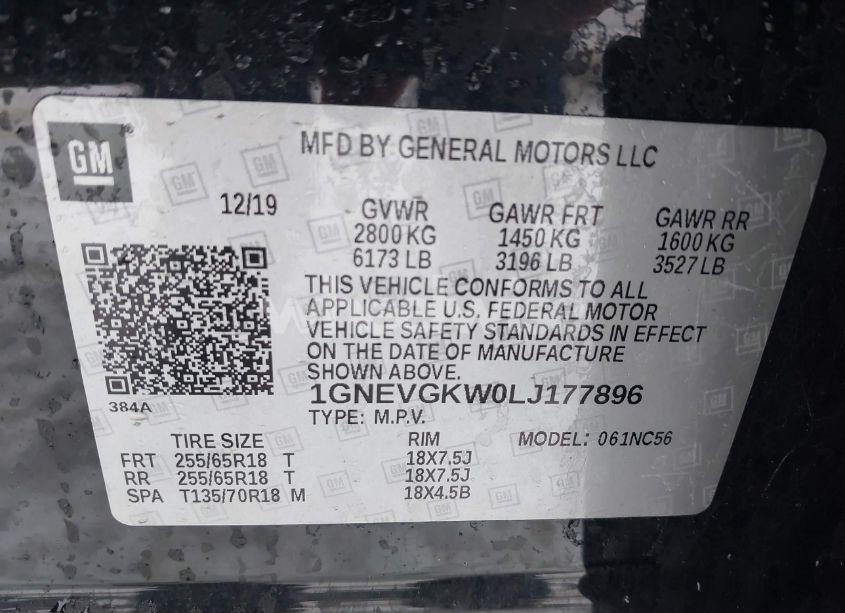 GM
MFD BY GENERAL MOTORS LLC
12/19
GVWR GAWR FRT GAWR RR
2800 KG 1450 KG 1600 KG
6173 LB 3196 LB 3527 LB
THIS VEHICLE CONFORMS TO ALL
APPLICABLE U.S. FEDERAL MOTOR
VEHICLE SAFETY STANDARDS IN EFFECT
ON THE DATE OF MANUFACTURE
SHOWN ABOVE.
384A
1GNEVGKW0LJ177896
TYPE: M.P.V.
TIRE SIZE RIM MODEL: 061NC56
FRT 255/65R18 T 18X7.5J
RR 255/65R18 T 18X7.5J
SPA T135/70R18 M 18X4.5B